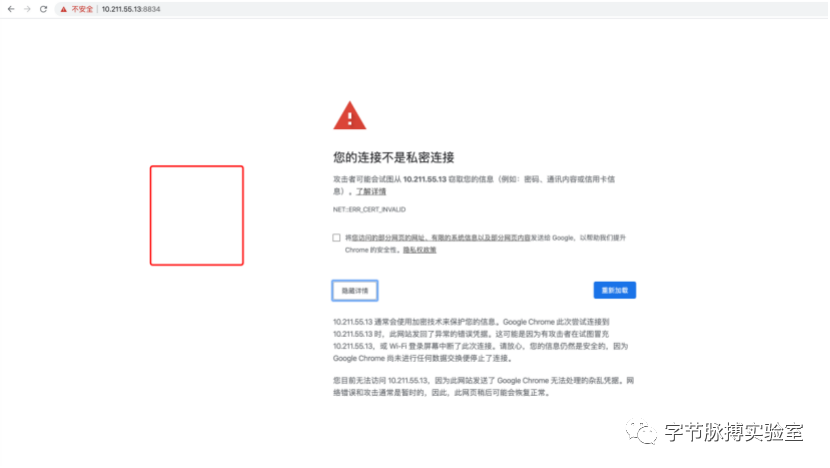 不安全 | 10.211.55.13:8834
您的连接不是私密连接
攻击者可能会试图从 10.211.55.13 窃取您的信息（例如：密码、通讯内容或信用卡信
息）。了解详情
NET::ERR_CERT_INVALID
将您访问的部分网页的网址、有限的系统信息以及部分网页内容发送给 Google，以帮助我们提升
Chrome 的安全性。隐私权政策
隐藏详情
重新加载
10.211.55.13 通常会使用加密技术来保护您的信息。Google Chrome 此次尝试连接到
10.211.55.13 时，此网站发回了异常的错误凭据。这可能是因为有攻击者在试图冒充
10.211.55.13，或 Wi-Fi 登录屏幕中断了此次连接。请放心，您的信息仍然是安全的，因为
Google Chrome 尚未进行任何数据交换便停止了连接。
您目前无法访问 10.211.55.13，因为此网站发送了 Google Chrome 无法处理的杂乱凭据。网
络错误和攻击通常是暂时的，因此，此网页稍后可能会恢复正常。
字节脉搏实验室